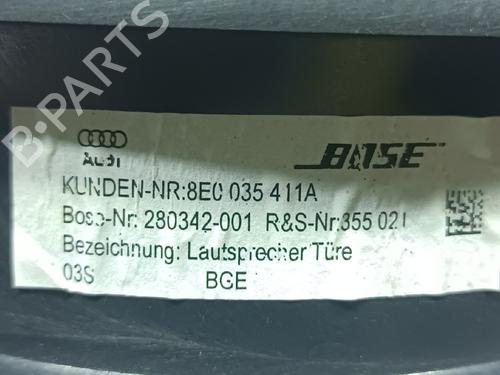 B-PARTS
Audi
BOSE
KUNDEN-NR:8E0 035 411A
Bose-Nr: 280342-001 R&S-Nr:355 021
Bezeichnung: Lautsprecher Türe
03S BGE